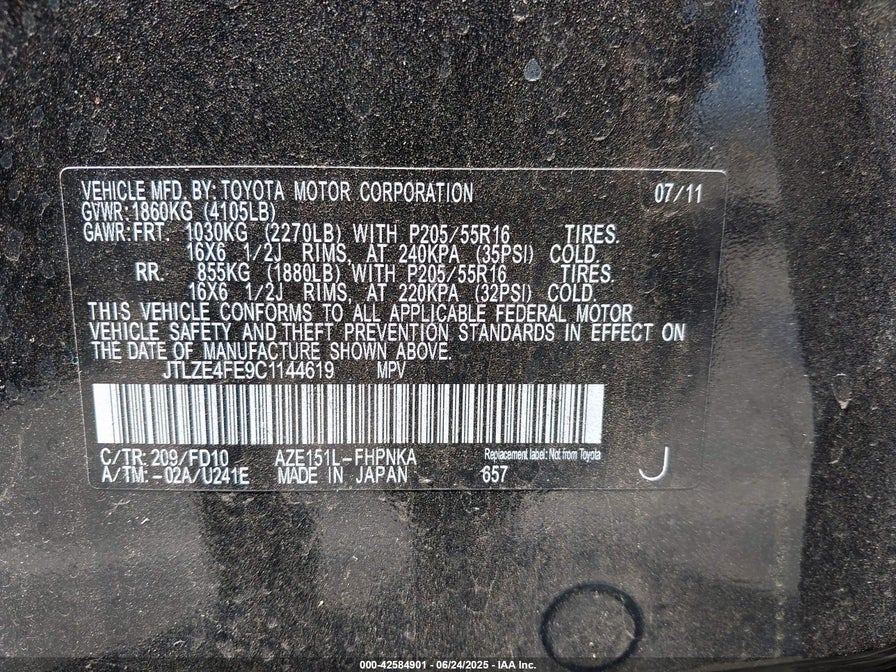 VEHICLE MFD. BY: TOYOTA MOTOR CORPORATION 07/11
GVWR: 1860KG (4105LB)
GAWR: FRT. 1030KG (2270LB) WITH P205/55R16 TIRES.
16X6 1/2J RIMS, AT 240KPA (35PSI) COLD.
RR. 855KG (1880LB) WITH P205/55R16 TIRES.
16X6 1/2J RIMS, AT 220KPA (32PSI) COLD.
THIS VEHICLE CONFORMS TO ALL APPLICABLE FEDERAL MOTOR
VEHICLE SAFETY AND THEFT PREVENTION STANDARDS IN EFFECT ON
THE DATE OF MANUFACTURE SHOWN ABOVE.
JTLZE4FE9C1144619 MPV
C/TR: 209/FD10 AZE151L-FHPNKA Replacement label: Not from Toyota
A/TM: -02A/U241E MADE IN JAPAN 657 J
000-42584901 - 06/24/2025 - IAA Inc.